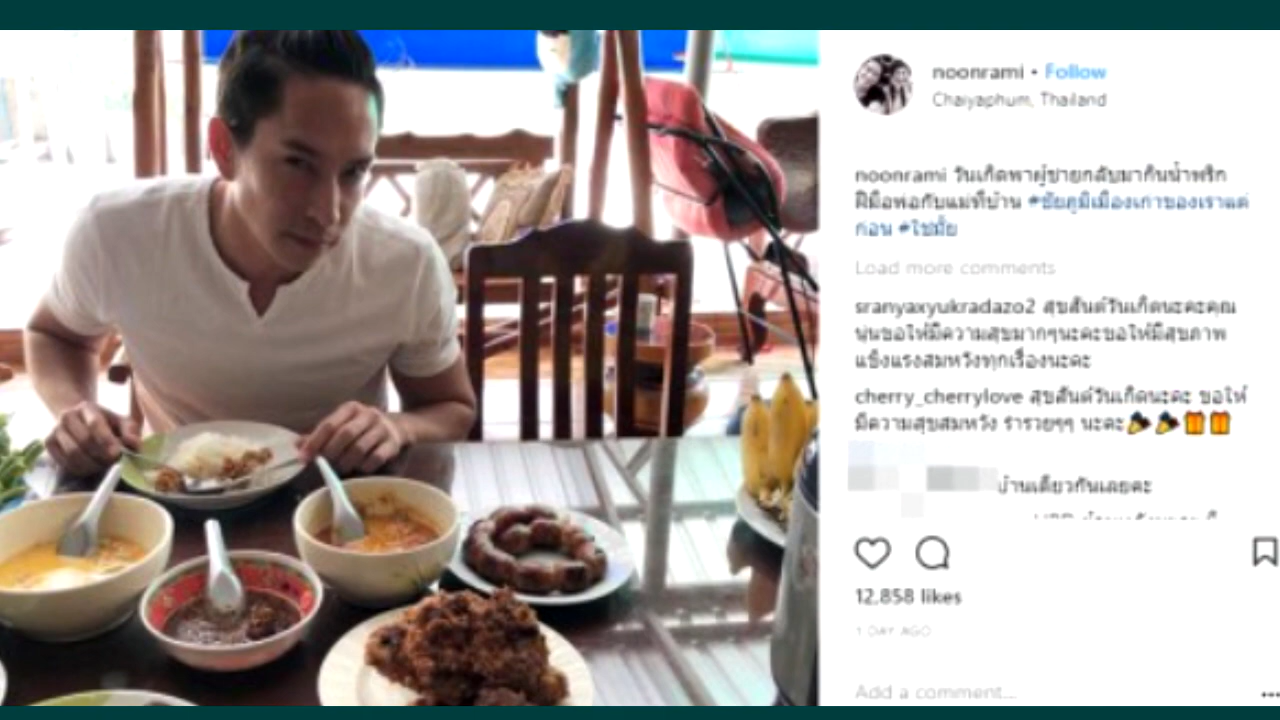 noonrami • Follow
Chaiyaphum, Thailand
noonrami วันเกิดพาผู้ชายกลับมากินน้ำพริก
ฝีมือพ่อกับแม่ที่บ้าน #ชัยภูมิเมืองเก่าของเราแต่
ก่อน #ใช่มั้ย
Load more comments
sranyaxyukradazo2 สุขสันต์วันเกิดนะคะคุณ
นุ่นขอให้มีความสุขมากๆนะคะขอให้มีสุขภาพ
แข็งแรงสมหวังทุกเรื่องนะคะ
cherry_cherrylove สุขสันต์วันเกิดนะคะ ขอให้
มีความสุขสมหวัง ร่ำรวยๆๆ นะคะ🎉🎉🎁🎁
บ้านเดียวกันเลยคะ
12,858 likes
1 DAY AGO
Add a comment...